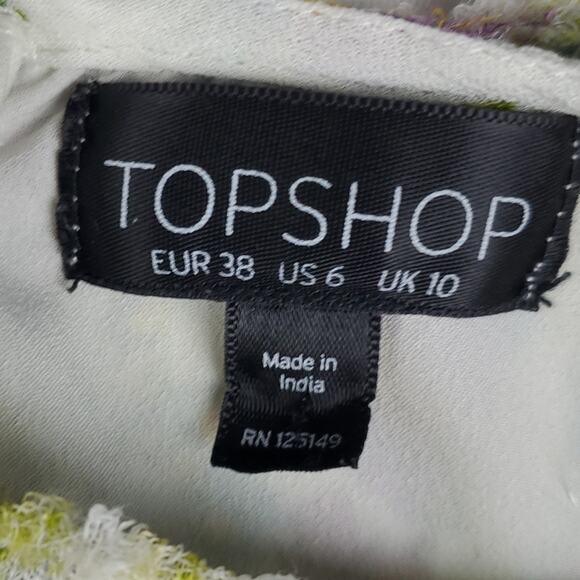 TOPSHOP
EUR 38 US 6 UK 10
Made in
India
RN 125149